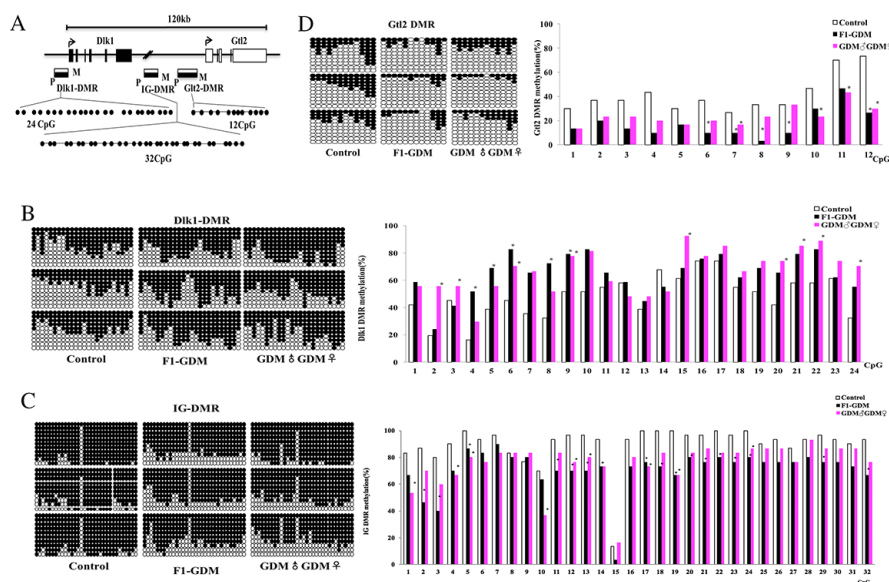 A
120kb
Dlk1
Gtl2
P
M
Dlk1-DMR
P
M
IG-DMR
P
M
Glt2-DMR
24 CpG
12CpG
32CpG
D
Gtl2 DMR
Control
F1-GDM
GDM ♂ GDM ♀
Gtl2 DMR methylation(%)
100
80
60
40
20
0
Control
F1-GDM
GDM♂GDM♀
1 2 3 4 5 6 7 8 9 10 11 12 CpG
B
Dlk1-DMR
Control
F1-GDM
GDM ♂ GDM ♀
Dlk1 DMR methylation(%)
100
80
60
40
20
0
Control
F1-GDM
GDM♂GDM♀
1 2 3 4 5 6 7 8 9 10 11 12 13 14 15 16 17 18 19 20 21 22 23 24
CpG
C
IG-DMR
Control
F1-GDM
GDM ♂ GDM ♀
IG DMR methylation(%)
100
80
60
40
20
0
Control
F1-GDM
GDM♂GDM♀
1 2 3 4 5 6 7 8 9 10 11 12 13 14 15 16 17 18 19 20 21 22 23 24 25 26 27 28 29 30 31 32